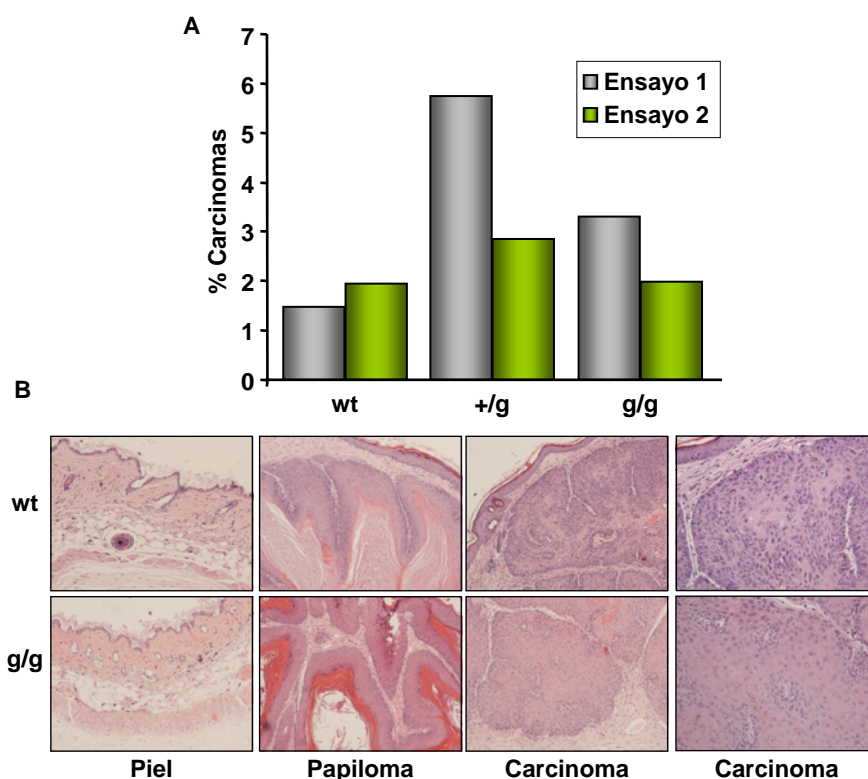 A
7
6
5
4
3
2
1
0
% Carcinomas
Ensayo 1
Ensayo 2
wt +/g g/g
B
wt
g/g
Piel Papiloma Carcinoma Carcinoma